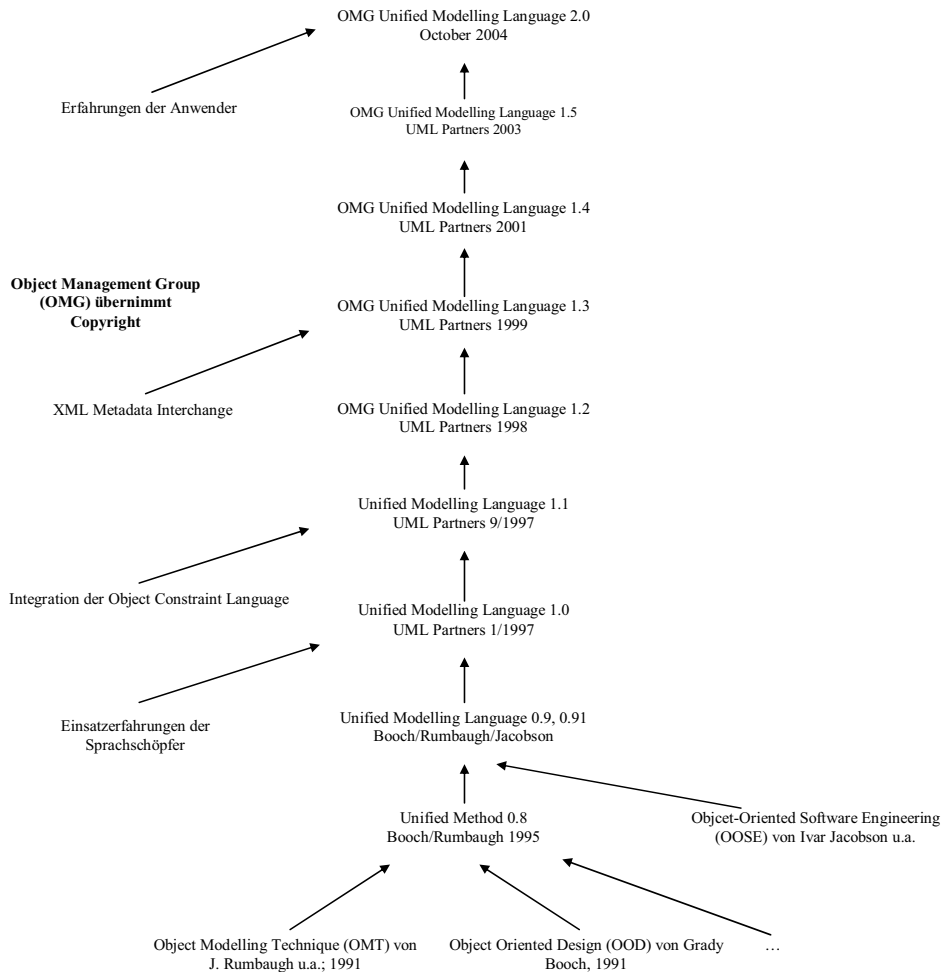 OMG Unified Modelling Language 2.0
October 2004
Erfahrungen der Anwender
OMG Unified Modelling Language 1.5
UML Partners 2003
OMG Unified Modelling Language 1.4
UML Partners 2001
Object Management Group
(OMG) übernimmt
Copyright
OMG Unified Modelling Language 1.3
UML Partners 1999
XML Metadata Interchange
OMG Unified Modelling Language 1.2
UML Partners 1998
Unified Modelling Language 1.1
UML Partners 9/1997
Integration der Object Constraint Language
Unified Modelling Language 1.0
UML Partners 1/1997
Einsatzerfahrungen der
Sprachschöpfer
Unified Modelling Language 0.9, 0.91
Booch/Rumbaugh/Jacobson
Unified Method 0.8
Booch/Rumbaugh 1995
Objcet-Oriented Software Engineering
(OOSE) von Ivar Jacobson u.a.
Object Modelling Technique (OMT) von
J. Rumbaugh u.a.; 1991
Object Oriented Design (OOD) von Grady
Booch, 1991
…